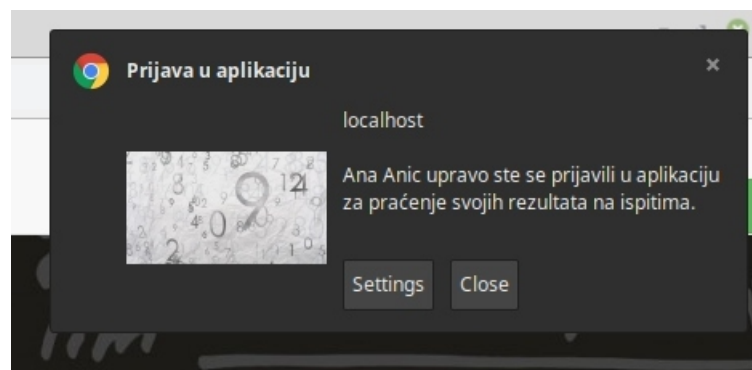 Prijava u aplikaciju
localhost
Ana Anic upravo ste se prijavili u aplikaciju
za praćenje svojih rezultata na ispitima.
Settings
Close